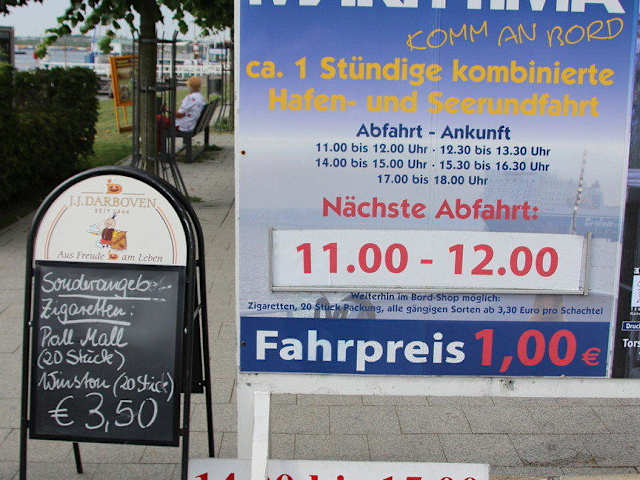 KOMM AN BORD
ca. 1 Stündige kombinierte
Hafen- und Seerundfahrt
Abfahrt - Ankunft
11.00 bis 12.00 Uhr - 12.30 bis 13.30 Uhr
14.00 bis 15.00 Uhr - 15.30 bis 16.30 Uhr
17.00 bis 18.00 Uhr
Nächste Abfahrt:
11.00 - 12.00
Weiterhin im Bord-Shop möglich:
Zigaretten, 20 Stück Packung, alle gängigen Sorten ab 3,30 Euro pro Schachtel
Fahrpreis 1,00 €
J.J. DARBOVEN
SEIT 1866
Aus Freude am Leben
Sonderangebot
Zigaretten:
Pall Mall
(20 Stück)
Winston (20 Stück)
€ 3,50
Tors